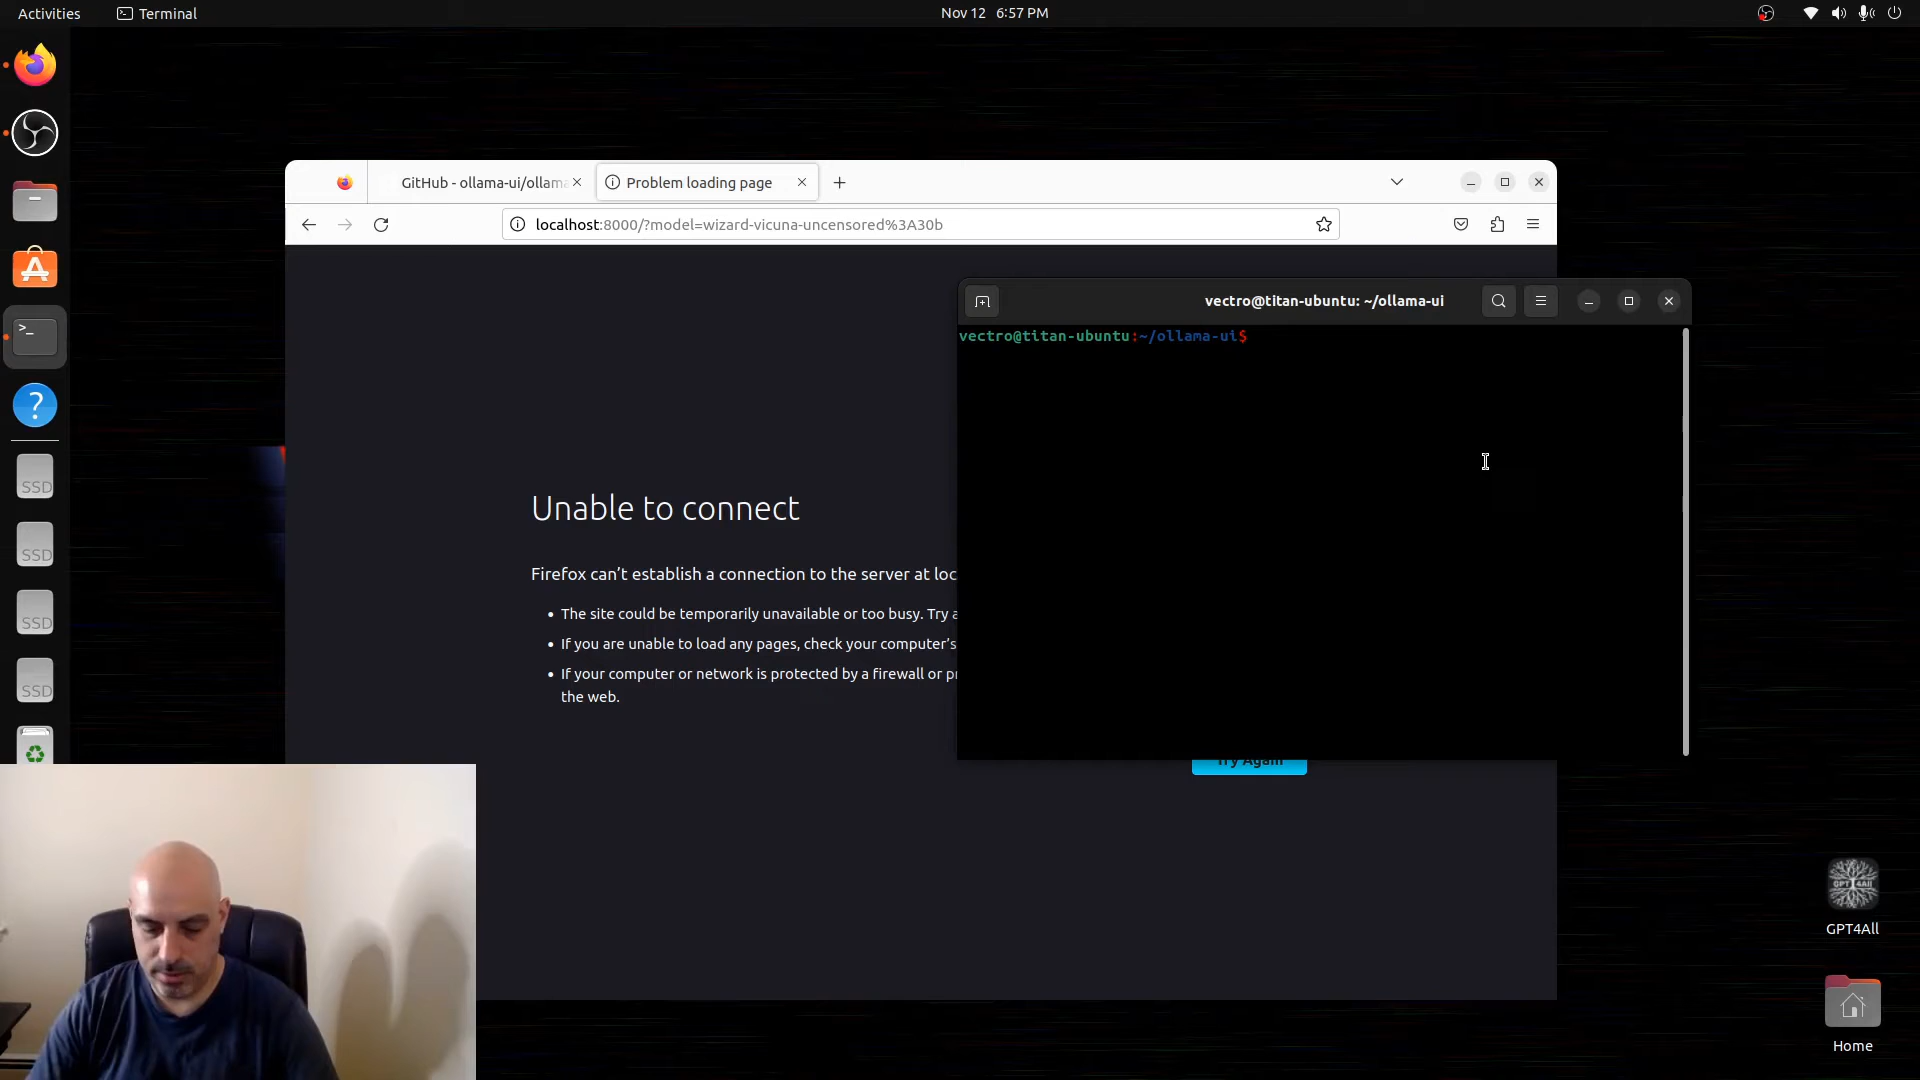 Activities
Terminal
Nov 12 6:57 PM
GitHub - ollama-ui/ollama
Problem loading page
localhost:8000/?model=wizard-vicuna-uncensored%3A30b
vectro@titan-ubuntu: ~/ollama-ui
vectro@titan-ubuntu:~/ollama-ui$
Unable to connect
Firefox can’t establish a connection to the server at loc
The site could be temporarily unavailable or too busy. Try a
If you are unable to load any pages, check your computer’s
If your computer or network is protected by a firewall or p
the web.
Try Again
SSD
SSD
SSD
SSD
GPT4All
GPT4All
Home